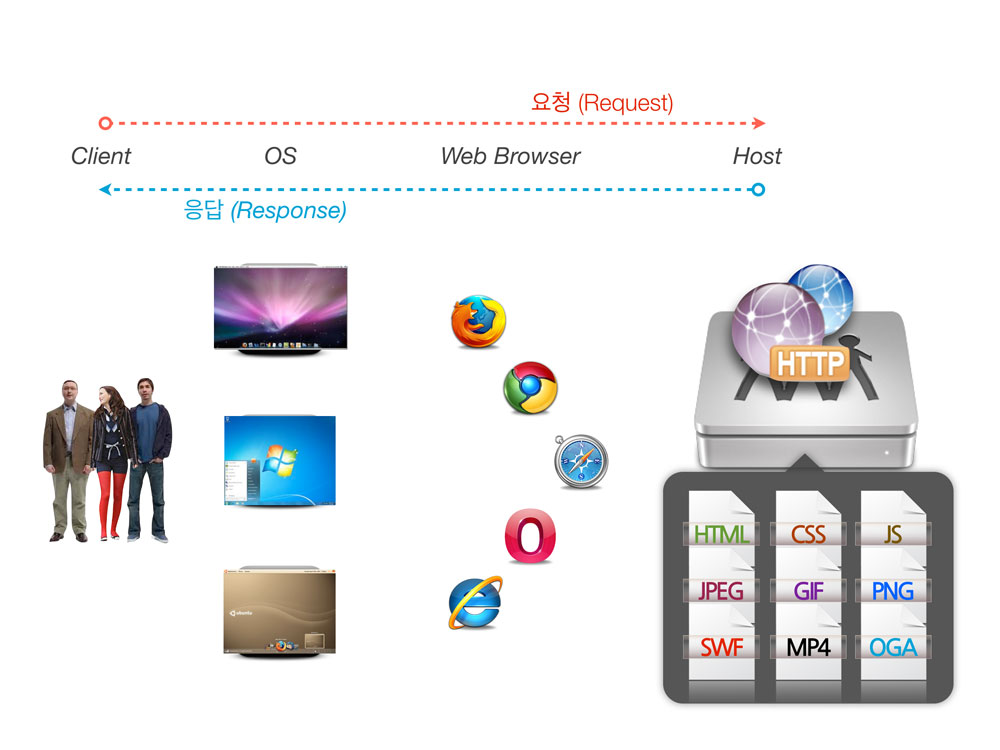 요청 (Request)
Client OS Web Browser Host
응답 (Response)
HTTP
ubuntu
HTML CSS JS
JPEG GIF PNG
SWF MP4 OGA